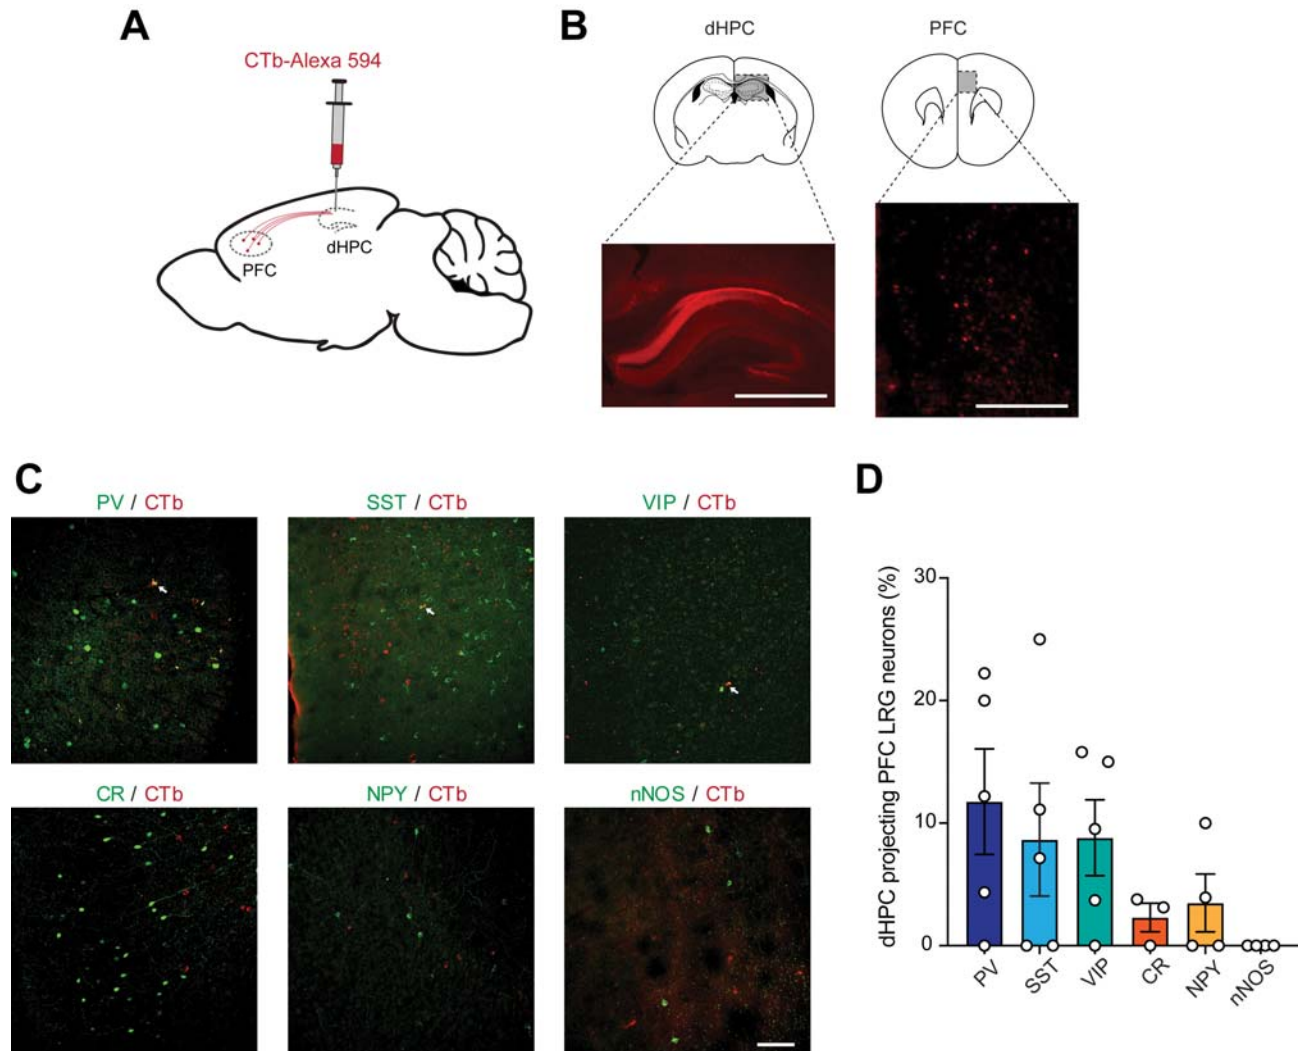 A
CTb-Alexa 594
dHPC
PFC
B
dHPC
PFC
C
PV / CTb
SST / CTb
VIP / CTb
CR / CTb
NPY / CTb
nNOS / CTb
D
dHPC projecting PFC LRG neurons (%)
30
20
10
0
PV
SST
VIP
CR
NPY
nNOS